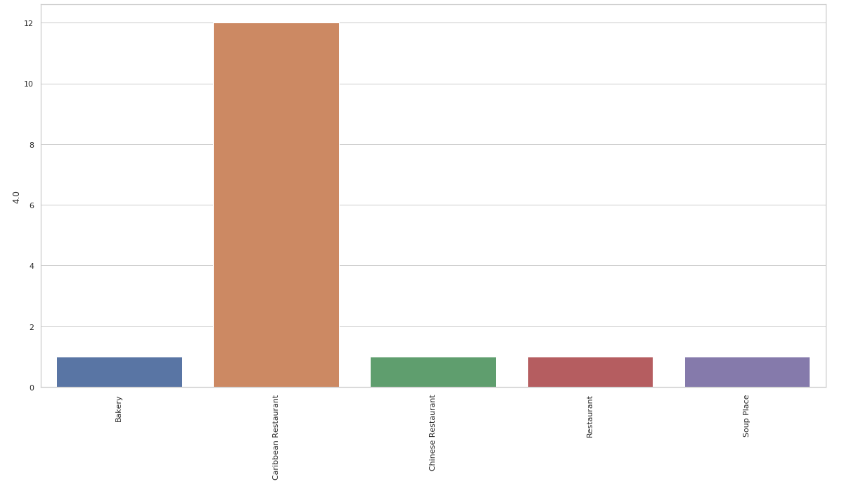 12
10
8
6
4
2
0
4.0
Bakery
Caribbean Restaurant
Chinese Restaurant
Restaurant
Soup Place